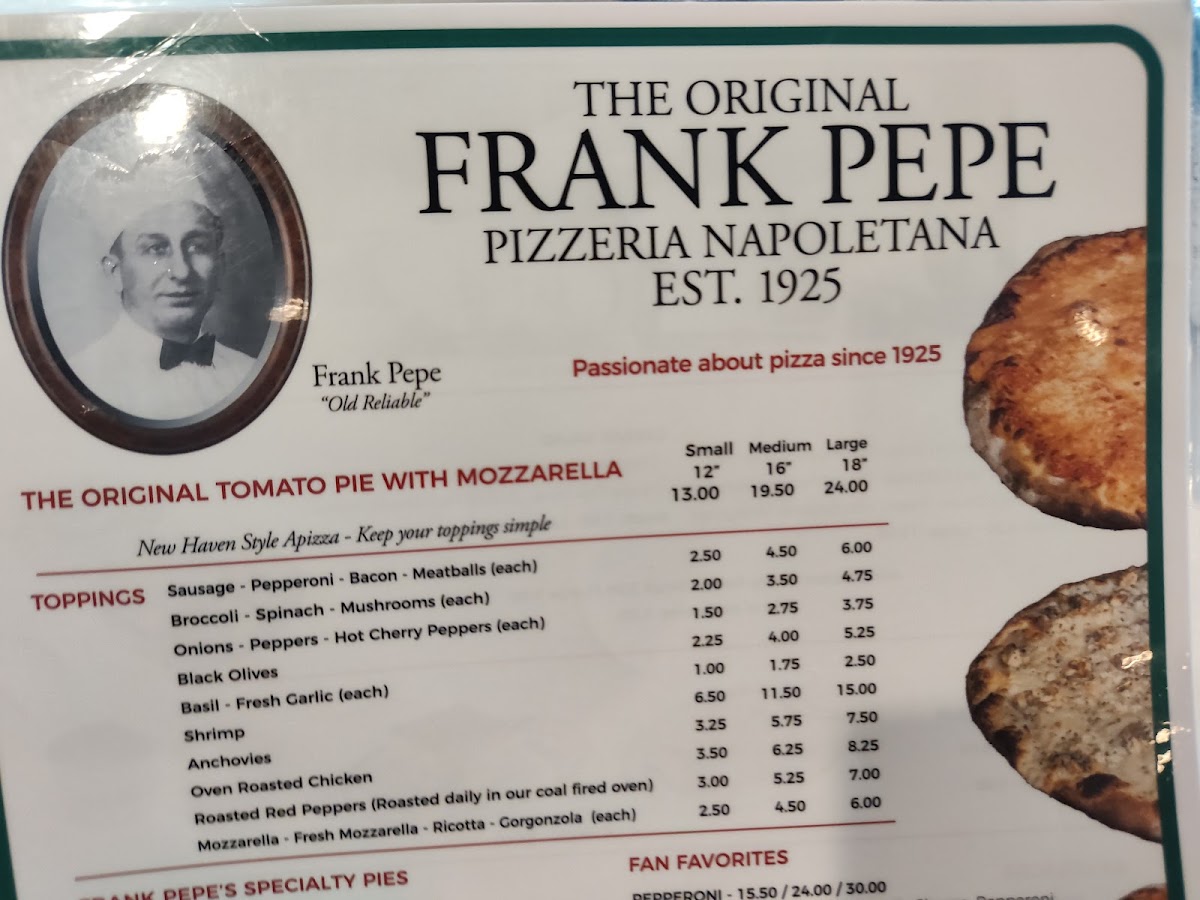 THE ORIGINAL
FRANK PEPE
PIZZERIA NAPOLETANA
EST. 1925
Frank Pepe
"Old Reliable"
Passionate about pizza since 1925
Small Medium Large
12" 16" 18"
THE ORIGINAL TOMATO PIE WITH MOZZARELLA 13.00 19.50 24.00
New Haven Style Apizza - Keep your toppings simple
TOPPINGS Sausage - Pepperoni - Bacon - Meatballs (each) 2.50 4.50 6.00
Broccoli - Spinach - Mushrooms (each) 2.00 3.50 4.75
Onions - Peppers - Hot Cherry Peppers (each) 1.50 2.75 3.75
Black Olives 2.25 4.00 5.25
Basil - Fresh Garlic (each) 1.00 1.75 2.50
Shrimp 6.50 11.50 15.00
Anchovies 3.25 5.75 7.50
Oven Roasted Chicken 3.50 6.25 8.25
Roasted Red Peppers (Roasted daily in our coal fired oven) 3.00 5.25 7.00
Mozzarella - Fresh Mozzarella - Ricotta - Gorgonzola (each) 2.50 4.50 6.00
FRANK PEPE'S SPECIALTY PIES
FAN FAVORITES
PEPPERONI - 15.50 / 24.00 / 30.00